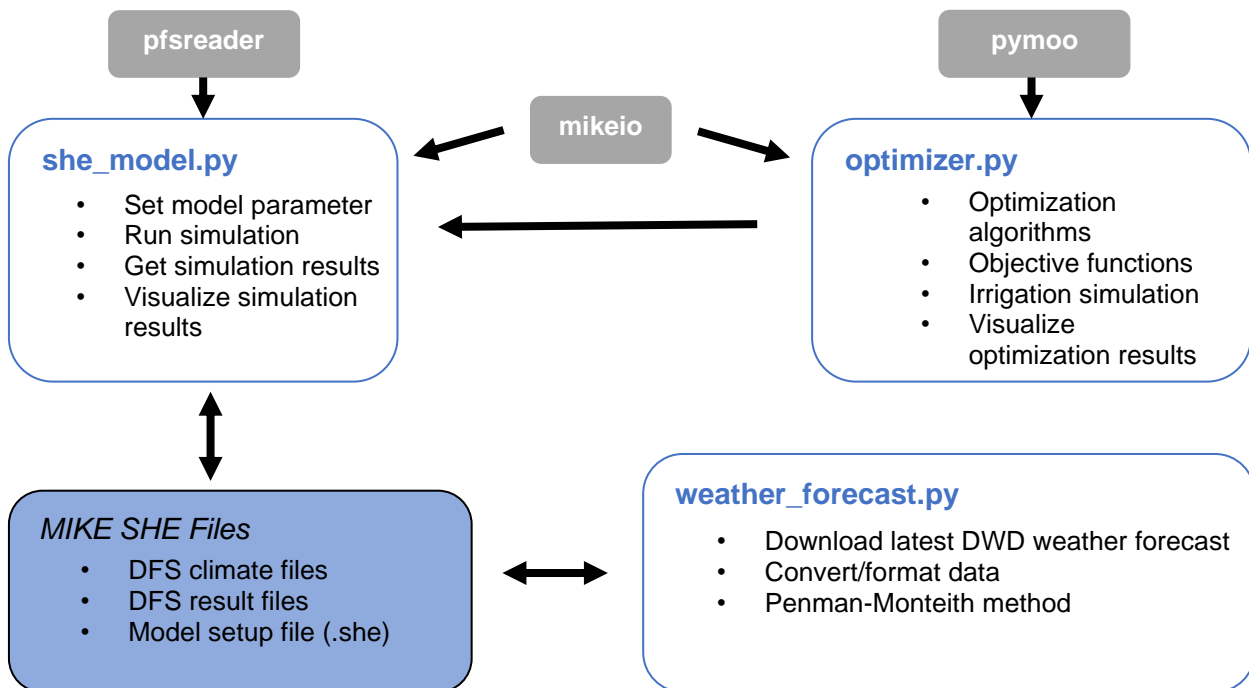 pfsreader
pymoo
mikeio
she_model.py
• Set model parameter
• Run simulation
• Get simulation results
• Visualize simulation
results
optimizer.py
• Optimization
algorithms
• Objective functions
• Irrigation simulation
• Visualize
optimization results
MIKE SHE Files
• DFS climate files
• DFS result files
• Model setup file (.she)
weather_forecast.py
• Download latest DWD weather forecast
• Convert/format data
• Penman-Monteith method